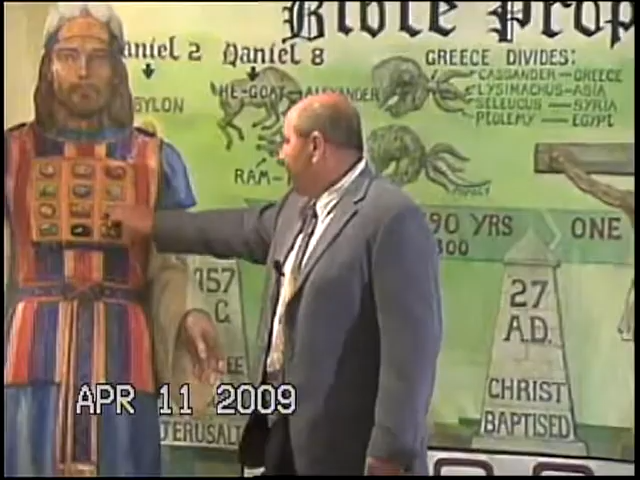 Bible Prop
Daniel 2 Daniel 8
GREECE DIVIDES:
CASSANDER—GREECE
LYSIMACHUS—ASIA
SELEUCUS—SYRIA
PTOLEMY—EGYPT
BYLON
HE-GOAT—ALEXANDER
RAM-
90 YRS
ONE
300
457
27
A.D.
CHRIST
BAPTISED
JERUSAL
APR 11 2009